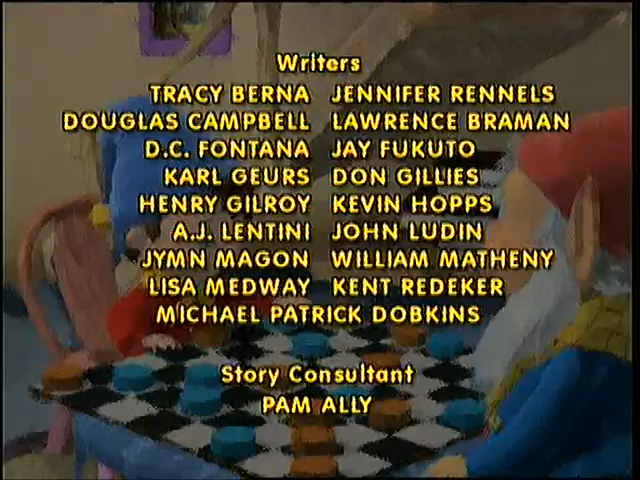 Writers
TRACY BERNA JENNIFER RENNELS
DOUGLAS CAMPBELL LAWRENCE BRAMAN
D.C. FONTANA JAY FUKUTO
KARL GEURS DON GILLIES
HENRY GILROY KEVIN HOPPS
A.J. LENTINI JOHN LUDIN
JYMN MAGON WILLIAM MATHENY
LISA MEDWAY KENT REDEKER
MICHAEL PATRICK DOBKINS
Story Consultant
PAM ALLY